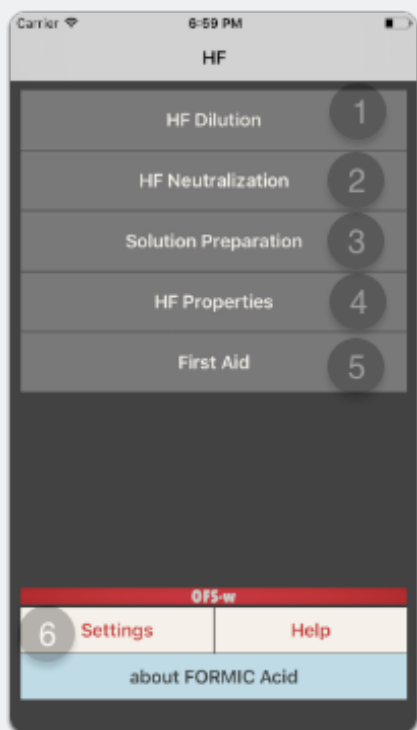 Carrier 6:59 PM
HF
HF Dilution 1
HF Neutralization 2
Solution Preparation 3
HF Properties 4
First Aid 5
OFS-w
6 Settings Help
about FORMIC Acid